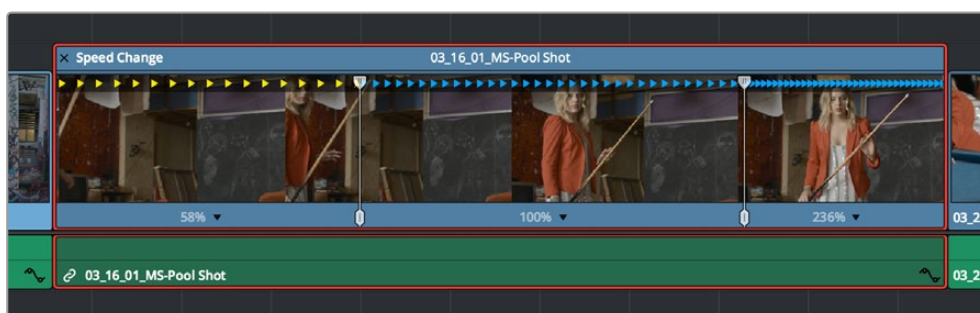 Speed Change 03_16_01_MS-Pool Shot
58% 100% 236% 03_2
03_16_01_MS-Pool Shot 03_2